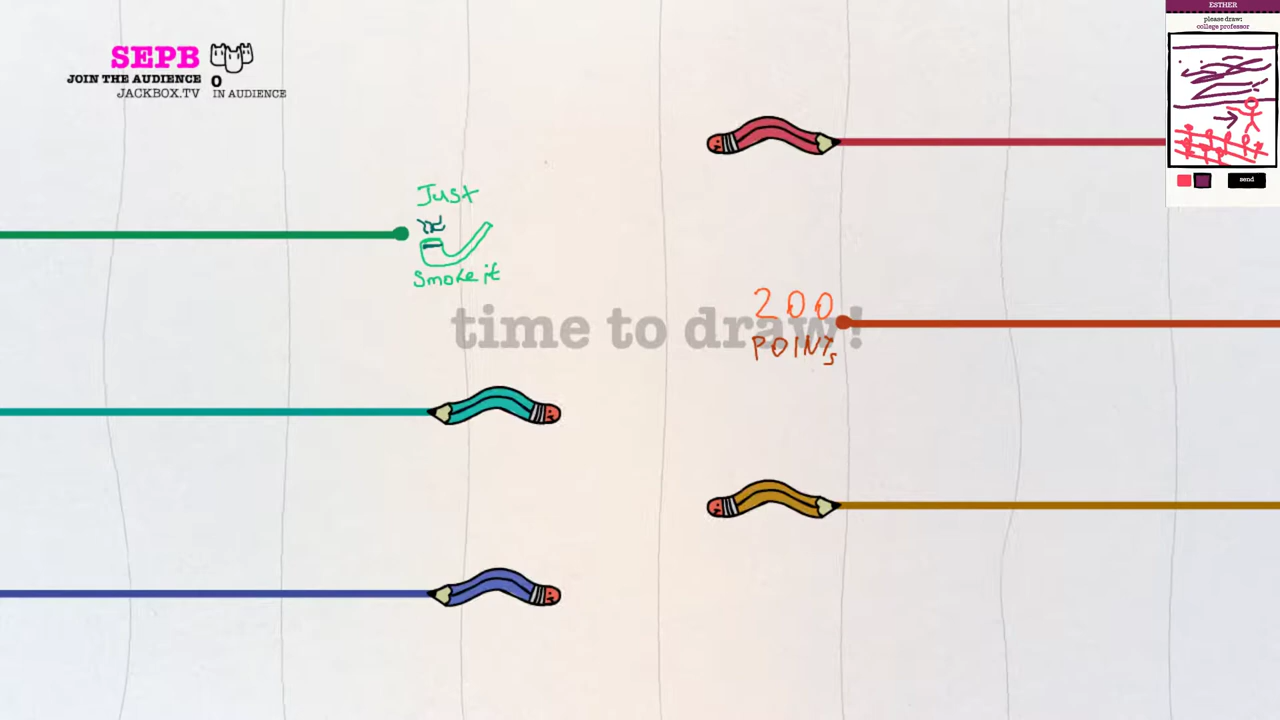 SEPB
JOIN THE AUDIENCE
JACKBOX.TV
0
IN AUDIENCE
ESTHER
please draw:
college professor
send
Just
Smoke it
200
POINTs
time to draw!